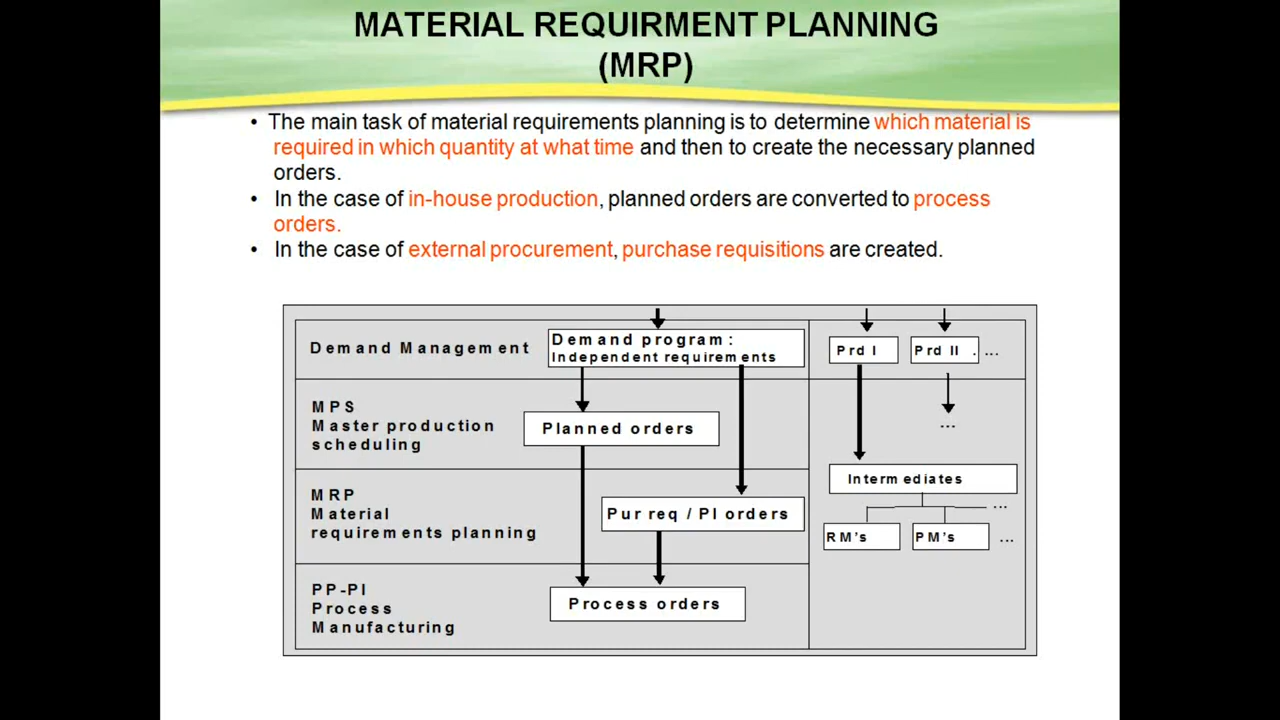 MATERIAL REQUIRMENT PLANNING
(MRP)
• The main task of material requirements planning is to determine which material is
required in which quantity at what time and then to create the necessary planned
orders.
• In the case of in-house production, planned orders are converted to process
orders.
• In the case of external procurement, purchase requisitions are created.
Demand Management
Demand program:
Independent requirements
Prd I
Prd II . ...
MPS
Master production
scheduling
Planned orders
...
MRP
Material
requirements planning
Pur req / PI orders
Intermediates
...
RM's
PM's
...
PP-PI
Process
Manufacturing
Process orders